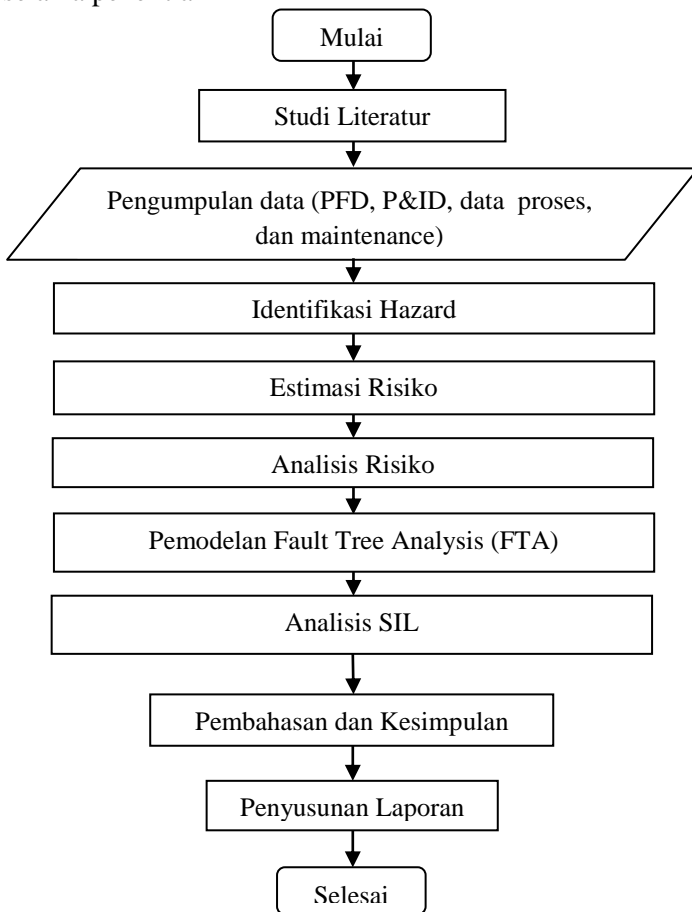 Mulai
Studi Literatur
Pengumpulan data (PFD, P&ID, data proses,
dan maintenance)
Identifikasi Hazard
Estimasi Risiko
Analisis Risiko
Pemodelan Fault Tree Analysis (FTA)
Analisis SIL
Pembahasan dan Kesimpulan
Penyusunan Laporan
Selesai